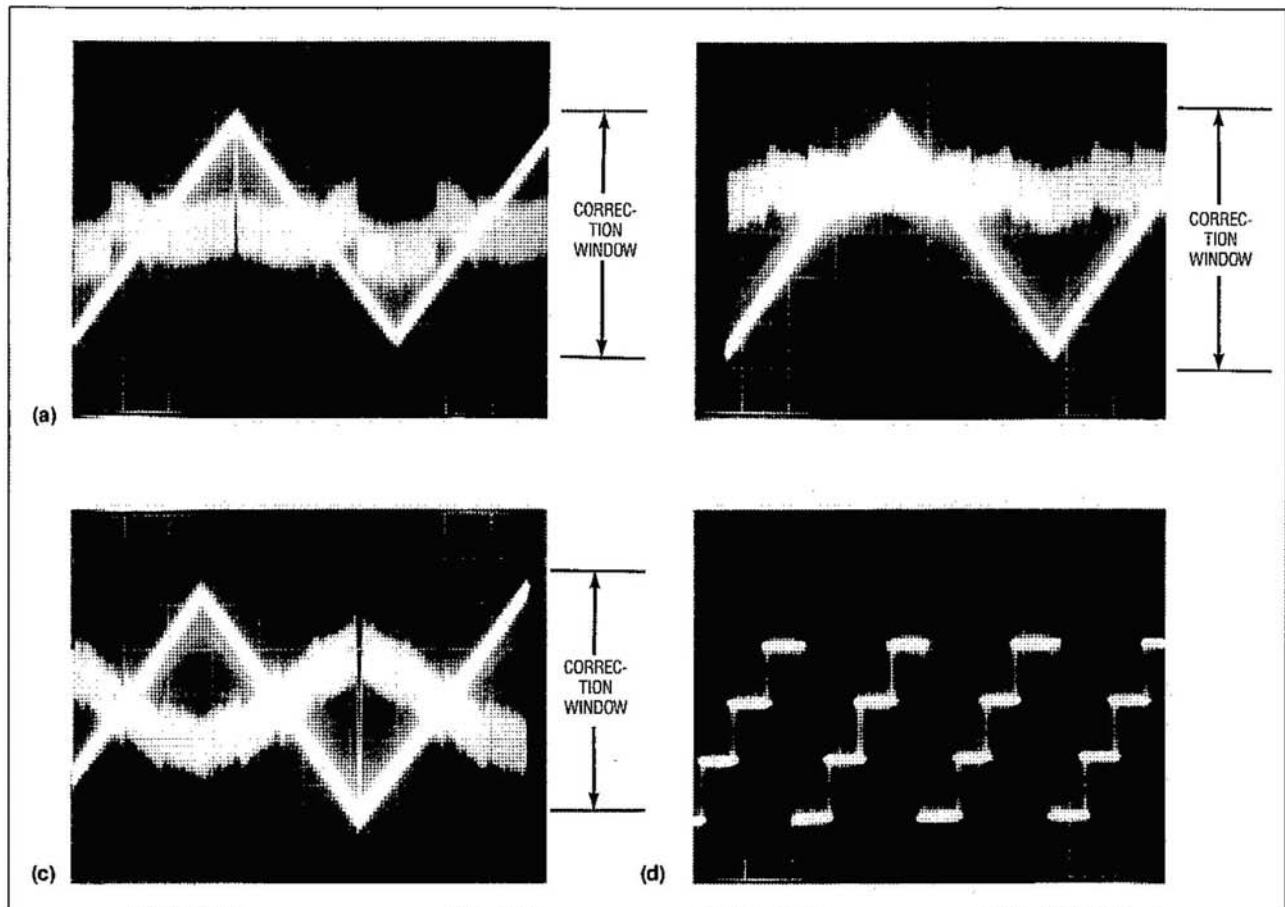 CORREC-
TION
WINDOW
CORREC-
TION
WINDOW
(a)
CORREC-
TION
WINDOW
(c)
(d)